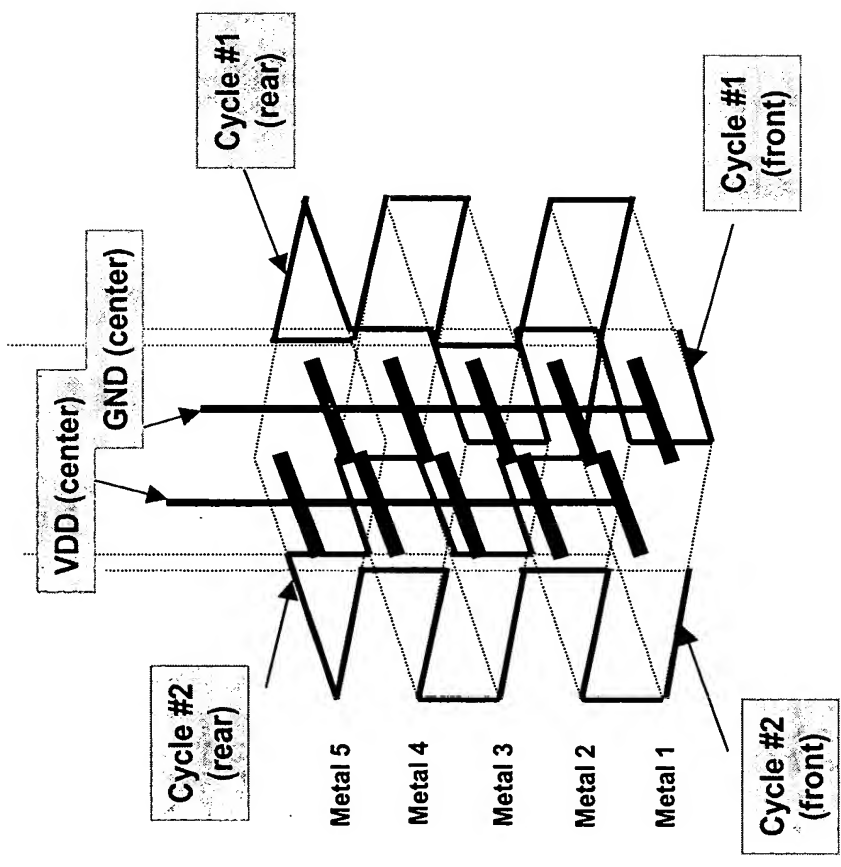 VDD (center)
GND (center)
Cycle #1
(rear)
Cycle #2
(rear)
Metal 5
Metal 4
Metal 3
Metal 2
Metal 1
Cycle #2
(front)
Cycle #1
(front)